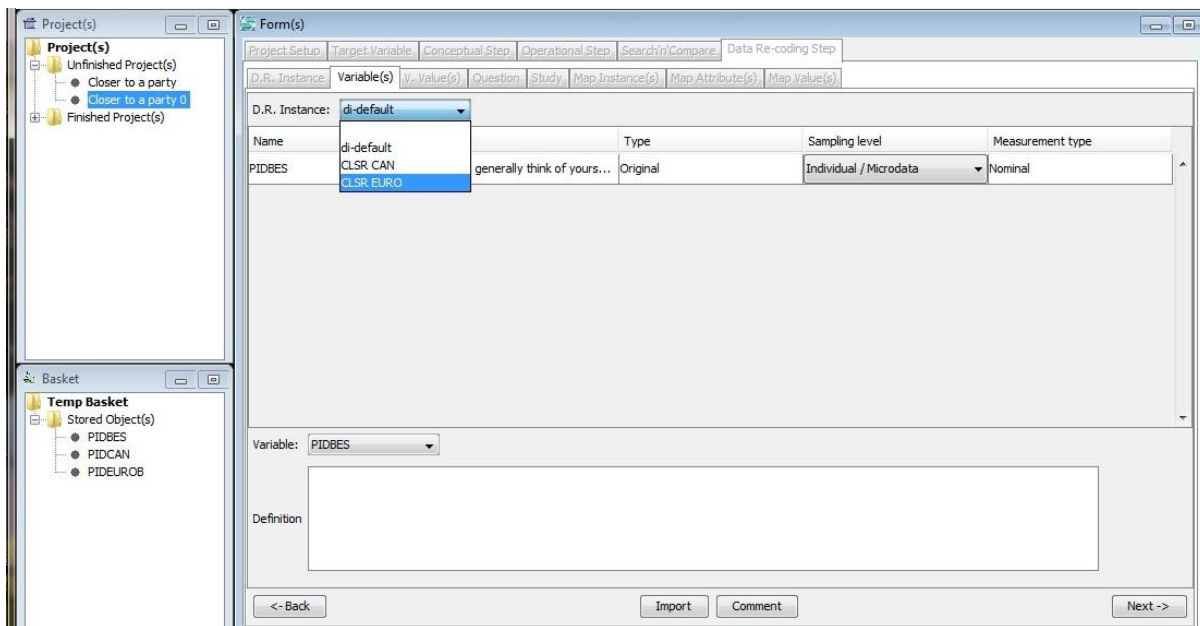 Project(s)
Project(s)
Unfinished Project(s)
Closer to a party
Closer to a party 0
Finished Project(s)
Basket
Temp Basket
Stored Object(s)
PIDBES
PIDCAN
PIDEUROB
Form(s)
Project Setup Target Variable Conceptual Step Operational Step Search'n'Compare Data Re-coding Step
D.R. Instance Variable(s) V. Value(s) Question Study Map Instance(s) Map Attribute(s) Map Value(s)
D.R. Instance: di-default
di-default
CLSR CAN
CLSR EURO
Name Type Sampling level Measurement type
PIDBES generally think of yours... Original Individual / Microdata Nominal
Variable: PIDBES
Definition
<- Back Import Comment Next ->